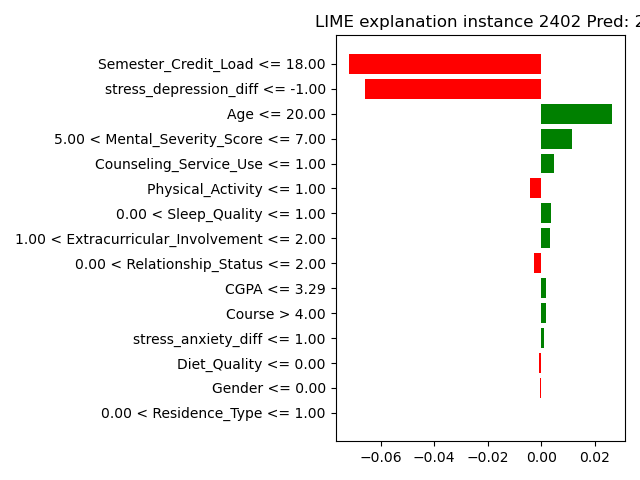 LIME explanation instance 2402 Pred: 2
Semester_Credit_Load <= 18.00
stress_depression_diff <= -1.00
Age <= 20.00
5.00 < Mental_Severity_Score <= 7.00
Counseling_Service_Use <= 1.00
Physical_Activity <= 1.00
0.00 < Sleep_Quality <= 1.00
1.00 < Extracurricular_Involvement <= 2.00
0.00 < Relationship_Status <= 2.00
CGPA <= 3.29
Course > 4.00
stress_anxiety_diff <= 1.00
Diet_Quality <= 0.00
Gender <= 0.00
0.00 < Residence_Type <= 1.00
−0.06 −0.04 −0.02 0.00 0.02